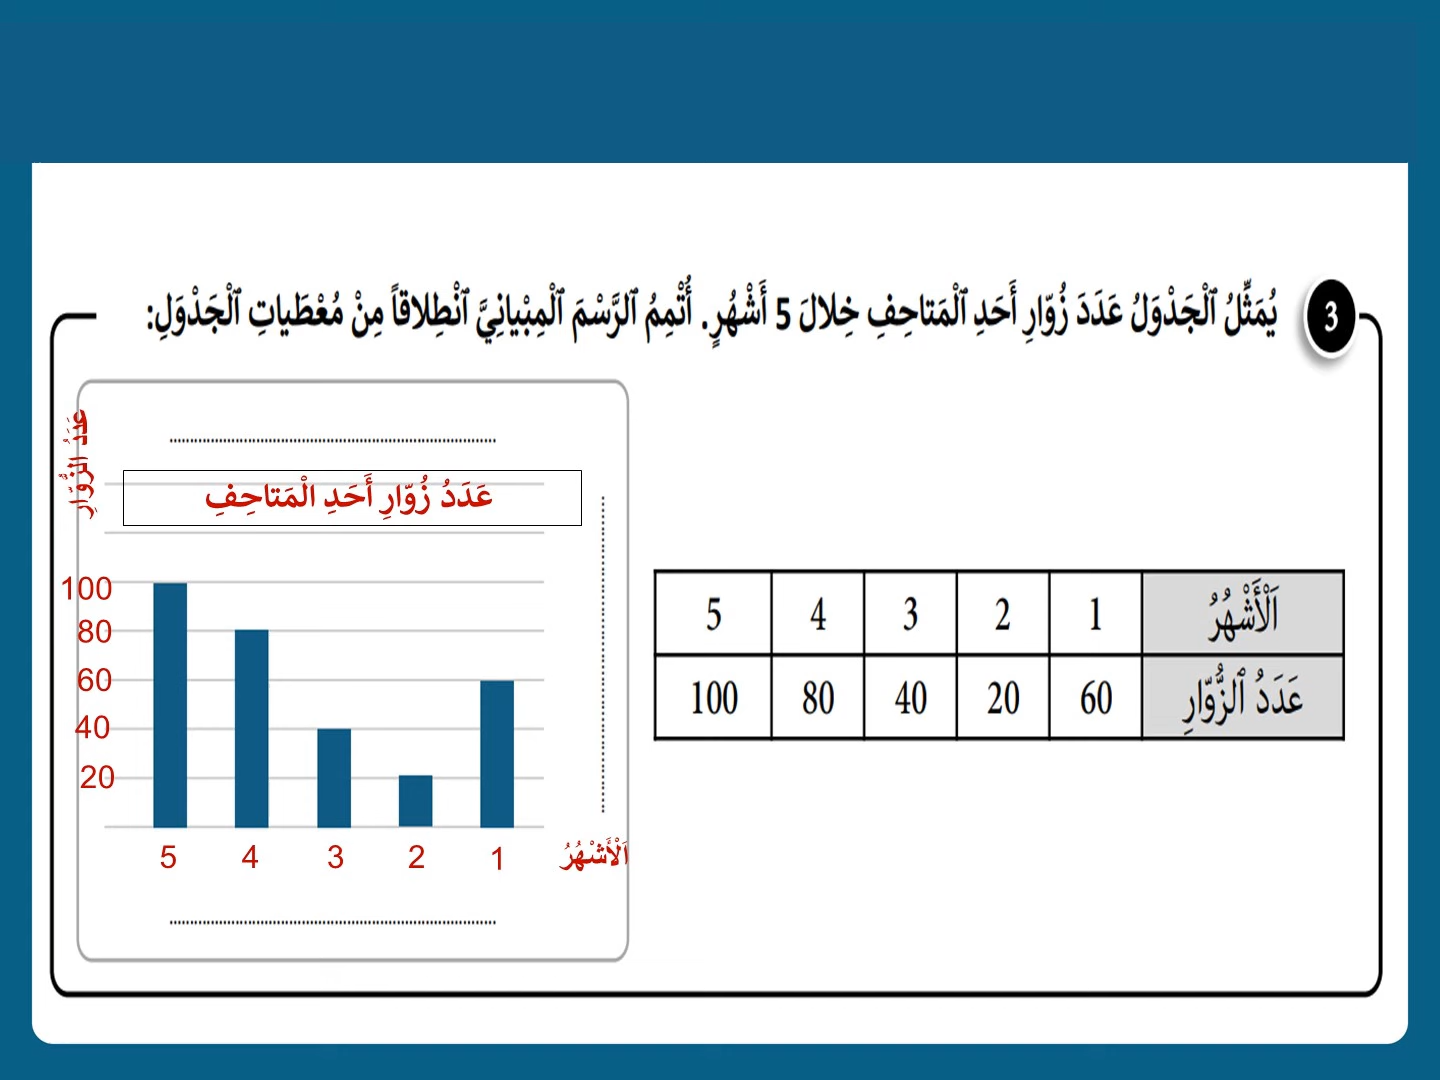 3 يُمَثِّلُ ٱلْجَدْوَلُ عَدَدَ زُوّارِ أَحَدِ ٱلْمَتاحِفِ خِلالَ 5 أَشْهُرٍ. أُتْمِمُ ٱلرَّسْمَ ٱلْمِبْيانِيَّ ٱنْطِلاقاً مِنْ مُعْطَياتِ ٱلْجَدْوَلِ:
اَلْأَشْهُرُ 1 2 3 4 5
عَدَدُ ٱلزُّوّارِ 60 20 40 80 100
عَدَدُ الزُّوّارِ
عَدَدُ زُوّارِ أَحَدِ الْمَتاحِفِ
100
80
60
40
20
اَلْأَشْهُرُ 1 2 3 4 5